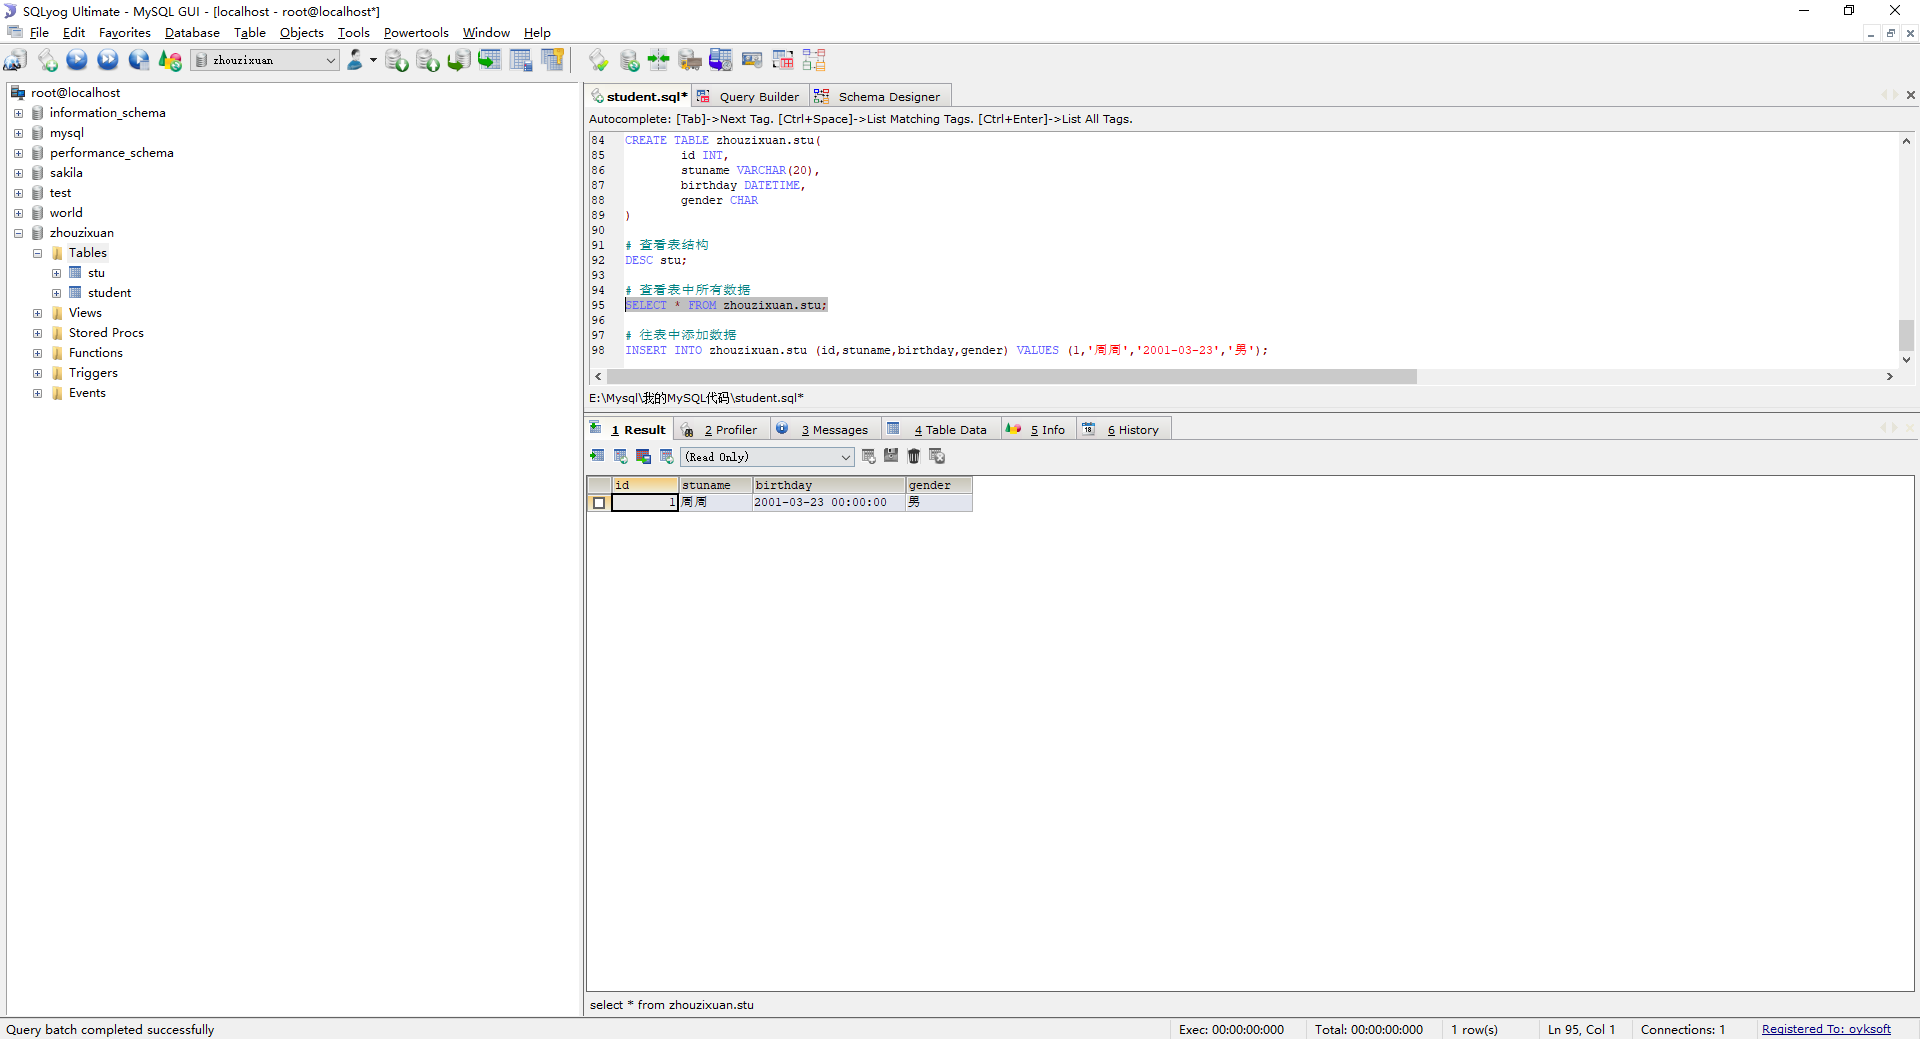 SQLyog Ultimate - MySQL GUI - [localhost - root@localhost*]
File Edit Favorites Database Table Objects Tools Powertools Window Help
zhouzixuan
root@localhost
information_schema
mysql
performance_schema
sakila
test
world
zhouzixuan
Tables
stu
student
Views
Stored Procs
Functions
Triggers
Events
student.sql* Query Builder Schema Designer
Autocomplete: [Tab]->Next Tag. [Ctrl+Space]->List Matching Tags. [Ctrl+Enter]->List All Tags.
84 CREATE TABLE zhouzixuan.stu(
85 id INT,
86 stuname VARCHAR(20),
87 birthday DATETIME,
88 gender CHAR
89 )
90
91 # 查看表结构
92 DESC stu;
93
94 # 查看表中所有数据
95 SELECT * FROM zhouzixuan.stu;
96
97 # 往表中添加数据
98 INSERT INTO zhouzixuan.stu (id,stuname,birthday,gender) VALUES (1,'周周','2001-03-23','男');
E:\Mysql\我的MySQL代码\student.sql*
1 Result 2 Profiler 3 Messages 4 Table Data 5 Info 6 History
(Read Only)
id stuname birthday gender
1 周周 2001-03-23 00:00:00 男
select * from zhouzixuan.stu
Query batch completed successfully Exec: 00:00:00:000 Total: 00:00:00:000 1 row(s) Ln 95, Col 1 Connections: 1 Registered To: ovksoft